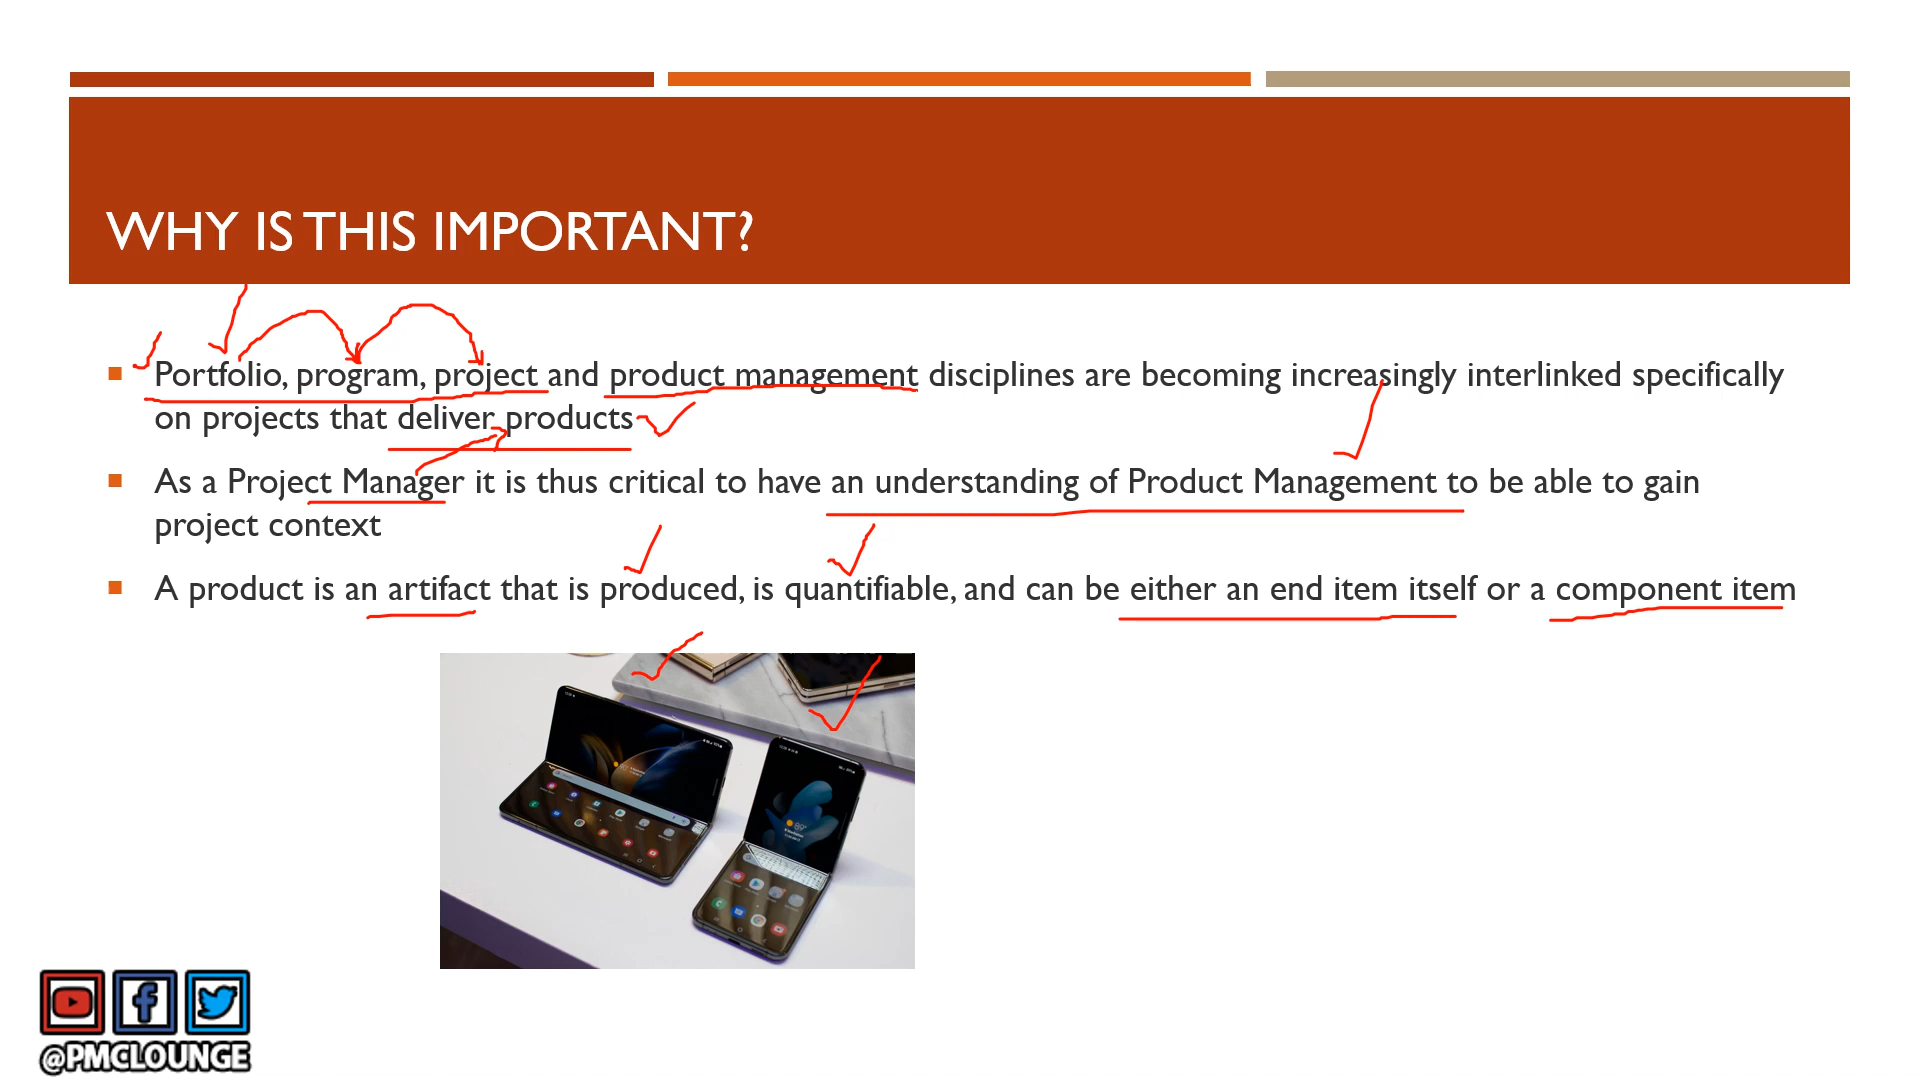 WHY IS THIS IMPORTANT?
Portfolio, program, project and product management disciplines are becoming increasingly interlinked specifically
on projects that deliver products
As a Project Manager it is thus critical to have an understanding of Product Management to be able to gain
project context
A product is an artifact that is produced, is quantifiable, and can be either an end item itself or a component item
@PMCLOUNGE